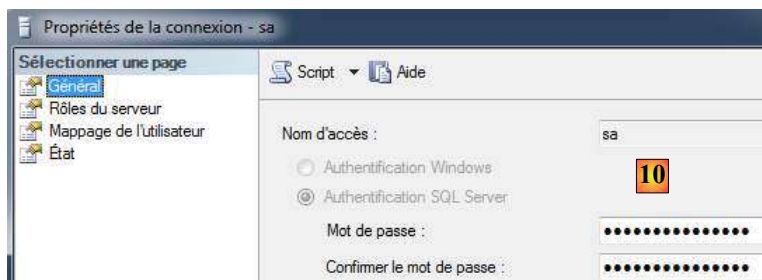 Propriétés de la connexion - sa
Sélectionner une page
Général
Rôles du serveur
Mappage de l'utilisateur
État
Script
Aide
Nom d'accès :
sa
Authentification Windows
10
Authentification SQL Server
Mot de passe :
●●●●●●●●●●●●●●●
Confirmer le mot de passe :
●●●●●●●●●●●●●●●